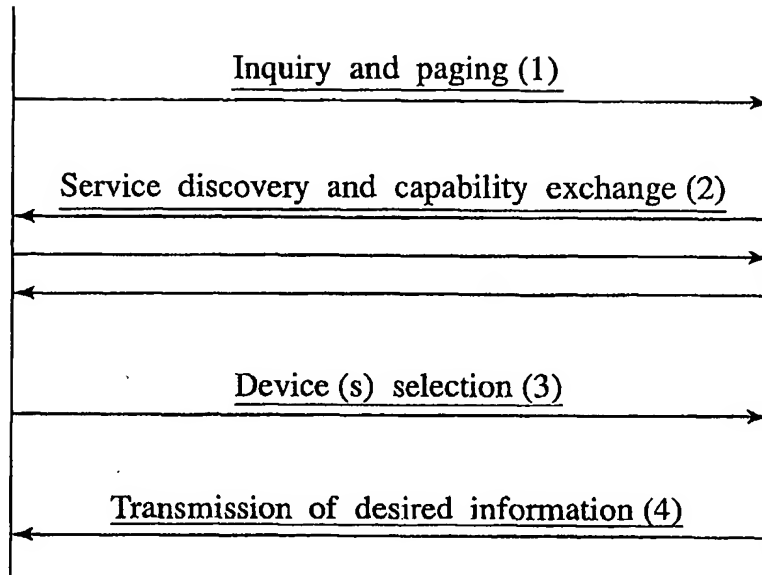 Inquiry and paging (1)
Service discovery and capability exchange (2)
Device (s) selection (3)
Transmission of desired information (4)